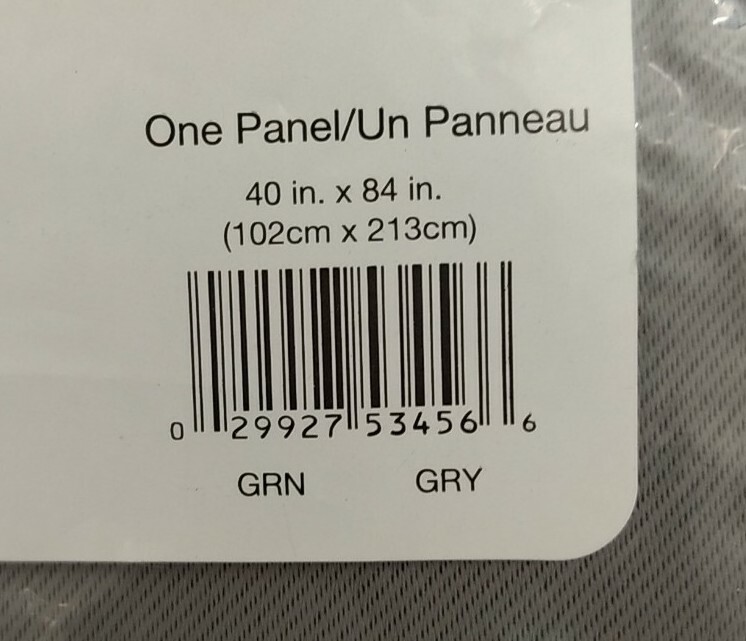 One Panel/Un Panneau
40 in. x 84 in.
(102cm x 213cm)
0 29927 53456 6
GRN GRY